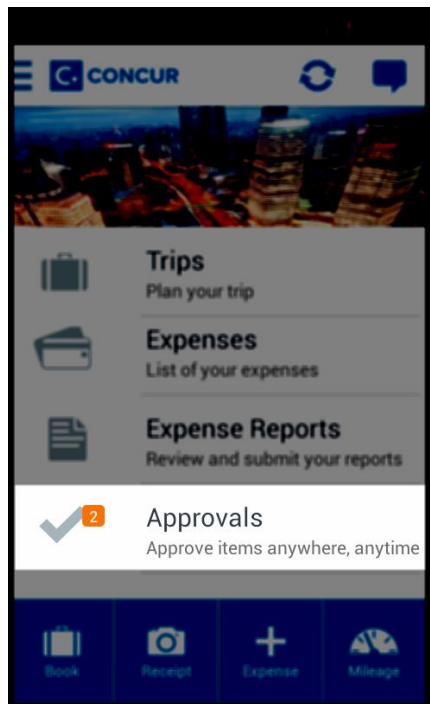 C. CONCUR
Trips
Plan your trip
Expenses
List of your expenses
Expense Reports
Review and submit your reports
2
Approvals
Approve items anywhere, anytime
Book
Receipt
Expense
Mileage